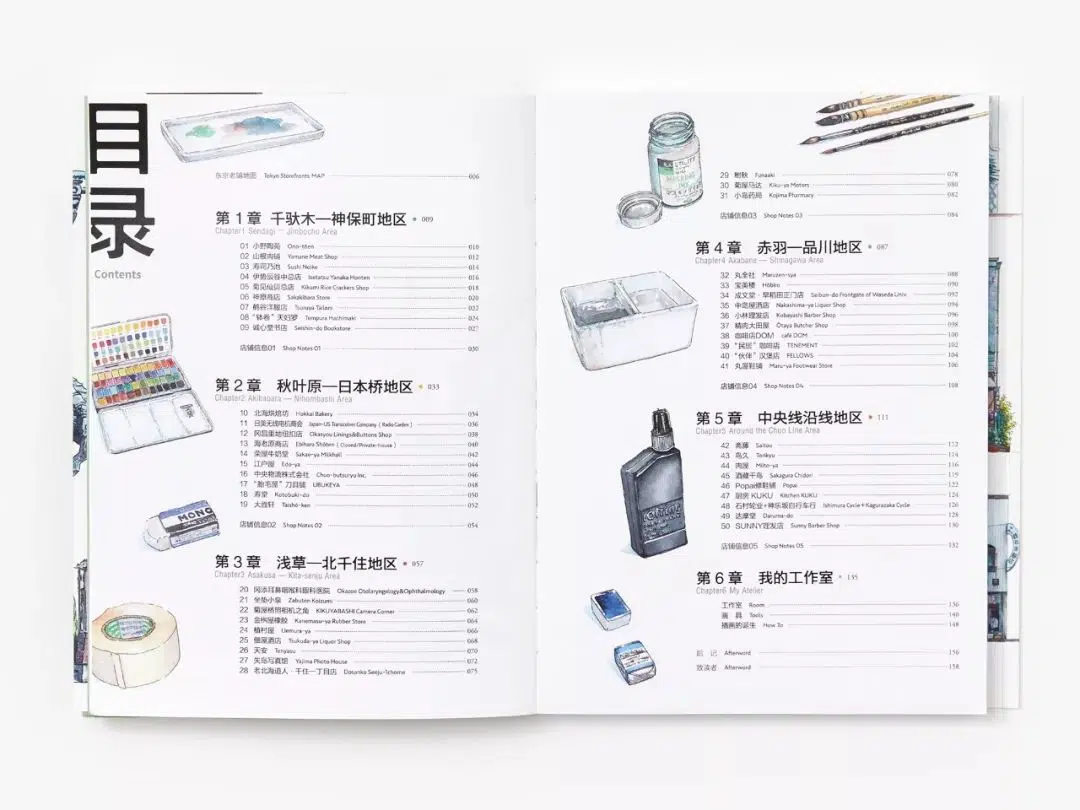 目录
Contents
东京老铺地图 Tokyo Storefronts MAP 006
第1章 千驮木—神保町地区 009
Chapter1 Sendagi — Jimbocho Area
01 小野陶苑 Ono-töen 010
02 山根肉铺 Yamane Meat Shop 012
03 寿司乃池 Sushi Noike 014
04 伊势辰谷中总店 Isetatsu Yanaka Honten 016
05 菊见仙贝总店 Kikumi Rice Crackers Shop 018
06 神原商店 Sakakibara Store 020
07 鹤谷洋服店 Tsuruya Tailors 022
08 “钵卷”天妇罗 Tempura Hachimaki 024
09 诚心堂书店 Seishin-do Bookstore 027
店铺信息01 Shop Notes 01 030
第2章 秋叶原—日本桥地区 033
Chapter2 Akihabara — Nihombashi Area
10 北海烘焙坊 Hokkai Bakery 034
11 日美无线电机商会 Japan-US Transceiver Company ( Radio Garden ) 036
12 冈昌里地纽扣店 Okasyou Linings&Buttons Shop 038
13 海老原商店 Ebihara Shōten ( Closed/Private-House ) 040
14 荣屋牛奶堂 Sakae-ya Milkhall 042
15 江户屋 Edo-ya 044
16 中央物流株式会社 Chuo-butsuryu Inc. 046
17 “胎毛屋”刀具铺 UBUKEYA 048
18 寿堂 Kotobuki-do 050
19 大胜轩 Taisho-ken 052
店铺信息02 Shop Notes 02 054
第3章 浅草—北千住地区 057
Chapter3 Asakusa — Kita-senju Area
20 冈添耳鼻咽喉科眼科医院 Okazoe Otolaryngology&Ophthalmology 058
21 坐垫小泉 Zabuton Koizumi 060
22 菊屋桥照相机之角 KIKUYABASHI Camera Corner 062
23 金桝屋橡胶 Kanemasu-ya Rubber Store 064
24 植村屋 Uemura-ya 066
25 佃屋酒店 Tsukuda-ya Liquor Shop 068
26 天安 Tenyasu 070
27 矢岛写真馆 Yajima Photo House 072
28 老北海道人·千住一丁目店 Dosanko Senju-1chome 075
29 鲋秋 Funaaki 078
30 菊屋马达 Kiku-ya Motors 080
31 小岛药局 Kojima Pharmary 082
店铺信息03 Shop Notes 03 084
第4章 赤羽—品川地区 087
Chapter4 Akabane — Shinagawa Area
32 丸全社 Maruzen-sya 088
33 宝美楼 Hōbiro 090
34 成文堂·早稻田正门店 Seibun-do Frontgate of Waseda Univ. 092
35 中岛屋酒店 Nakashima-ya Liquor Shop 094
36 小林理发店 Kobayashi Barber Shop 096
37 精肉大田屋 Ōtaya Butcher Shop 098
38 咖啡店DOM café DOM 100
39 “民居”咖啡店 TENEMENT 102
40 “伙伴”汉堡店 FELLOWS 104
41 丸屋鞋铺 Maru-ya Footwear Store 106
店铺信息04 Shop Notes 04 108
第5章 中央线沿线地区 111
Chapter5 Around the Chuo Line Area
42 斋藤 Saitou 112
43 鸟久 Torikyu 114
44 肉屋 Miito-ya 116
45 酒藏千鸟 Sakagura Chidori 119
46 Popai修鞋铺 Popai 122
47 厨房 KUKU Kitchen KUKU 124
48 石村轮业+神乐坂自行车行 Ishimura Cycle+Kagurazaka Cycle 126
49 达摩堂 Daruma-do 128
50 SUNNY理发店 Sunny Barber Shop 130
店铺信息05 Shop Notes 05 132
第6章 我的工作室 135
Chapter6 My Atelier
工作室 Room 136
画 具 Tools 140
插画的诞生 How To 148
后 记 Afterword 156
致读者 Afterword 158
MONO